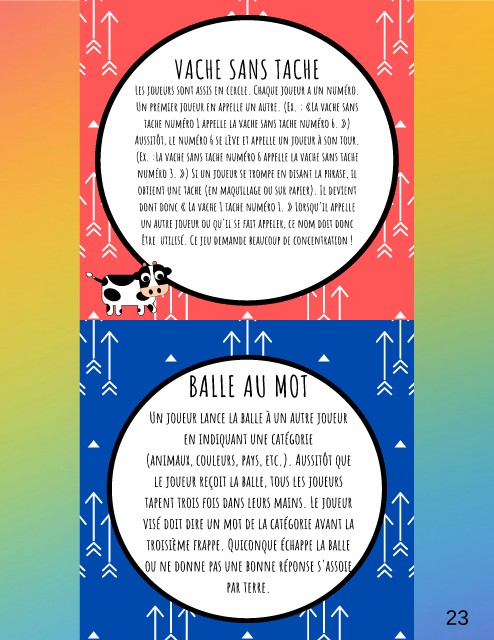 VACHE SANS TACHE
LES JOUEURS SONT ASSIS EN CERCLE. CHAQUE JOUEUR A UN NUMÉRO.
UN PREMIER JOUEUR EN APPELLE UN AUTRE. (EX. : «LA VACHE SANS
TACHE NUMÉRO 1 APPELLE LA VACHE SANS TACHE NUMÉRO 6. »)
AUSSITÔT, LE NUMÉRO 6 SE LÈVE ET APPELLE UN JOUEUR À SON TOUR.
(EX. :LA VACHE SANS TACHE NUMÉRO 6 APPELLE LA VACHE SANS TACHE
NUMÉRO 3. ») SI UN JOUEUR SE TROMPE EN DISANT LA PHRASE, IL
OBTIENT UNE TACHE (EN MAQUILLAGE OU SUR PAPIER). IL DEVIENT
DONT DONC « LA VACHE 1 TACHE NUMÉRO 1. » LORSQU'IL APPELLE
UN AUTRE JOUEUR OU QU'IL SE FAIT APPELER, CE NOM DOIT DONC
ÊTRE UTILISÉ. CE JEU DEMANDE BEAUCOUP DE CONCENTRATION !
BALLE AU MOT
UN JOUEUR LANCE LA BALLE À UN AUTRE JOUEUR
EN INDIQUANT UNE CATÉGORIE
(ANIMAUX, COULEURS, PAYS, ETC.). AUSSITÔT QUE
LE JOUEUR REÇOIT LA BALLE, TOUS LES JOUEURS
TAPENT TROIS FOIS DANS LEURS MAINS. LE JOUEUR
VISÉ DOIT DIRE UN MOT DE LA CATÉGORIE AVANT LA
TROISIÈME FRAPPE. QUICONQUE ÉCHAPPE LA BALLE
OU NE DONNE PAS UNE BONNE RÉPONSE S'ASSOIE
PAR TERRE.
23